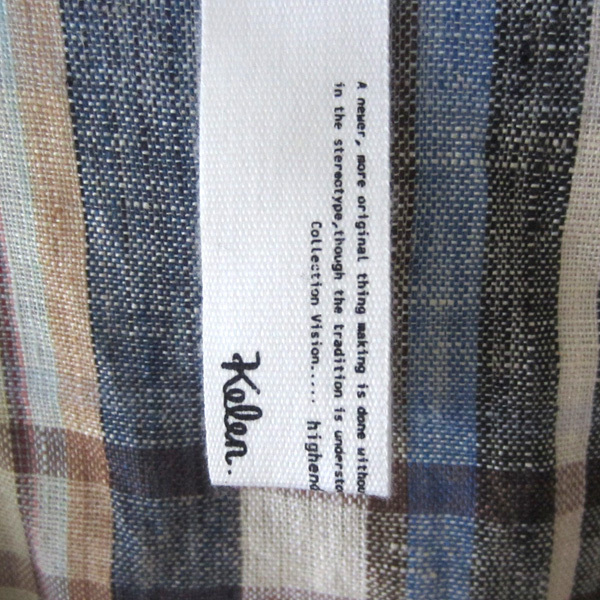 A newer, more original thing making is done withou
in the stereotype,though the tradition is understo
Collection Vision..... highend
Kelen.